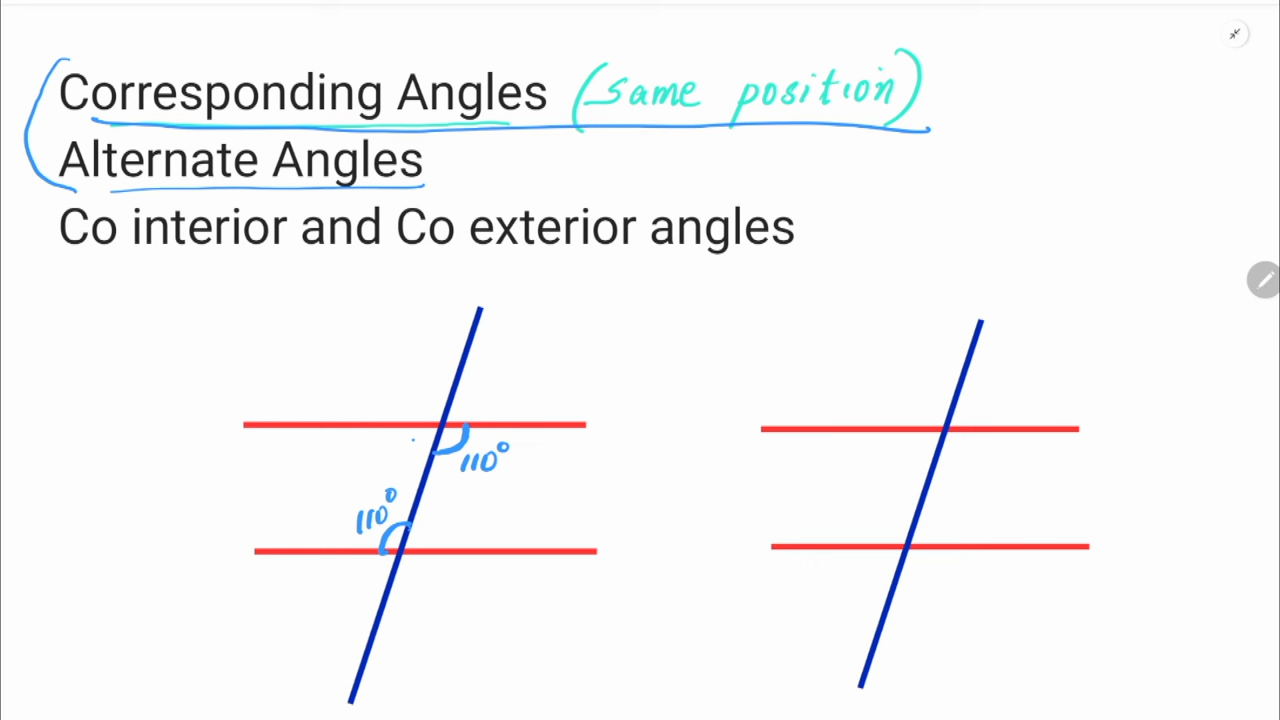 Corresponding Angles (same position)
Alternate Angles
Co interior and Co exterior angles
110°
110°